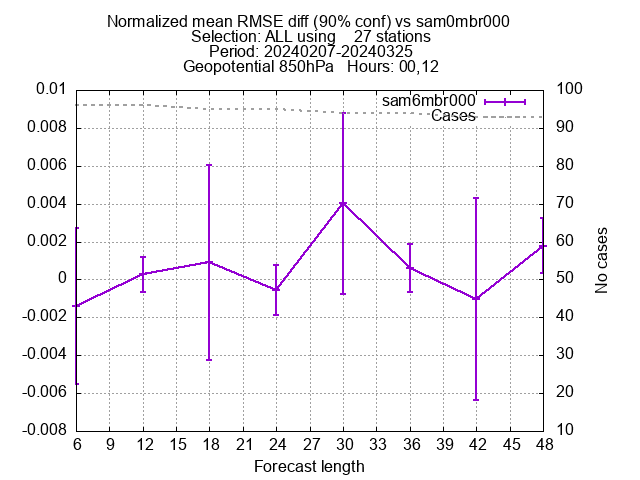 Normalized mean RMSE diff (90% conf) vs sam0mbr000
Selection: ALL using    27 stations
Period: 20240207-20240325
Geopotential 850hPa   Hours: 00,12
sam6mbr000
Cases
0.01
0.008
0.006
0.004
0.002
0
-0.002
-0.004
-0.006
-0.008
100
90
80
70
60
50
40
30
20
10
No cases
6 9 12 15 18 21 24 27 30 33 36 39 42 45 48
Forecast length